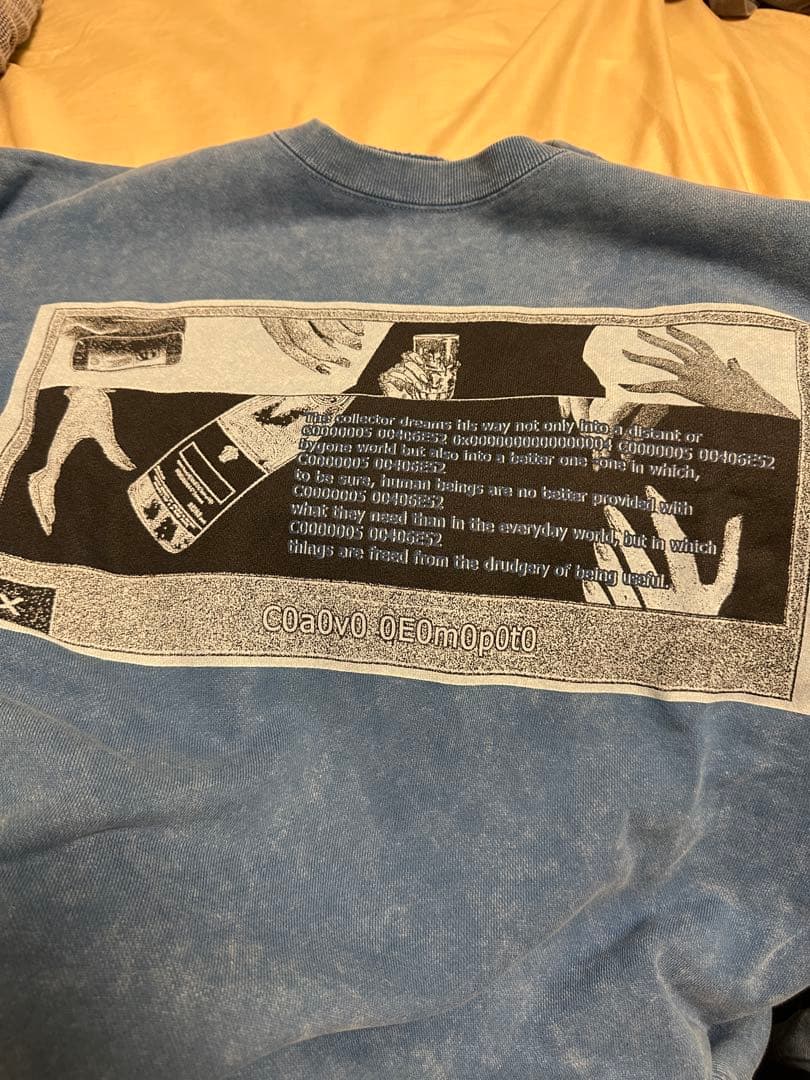 The collector dreams his way not only into a distant or
C0000005 00406E52 0x0000000000000004 C0000005 00406E52
bygone world but also into a better one - one in which,
C0000005 00406E52
to be sure, human beings are no better provided with
C0000005 00406E52
what they need than in the everyday world, but in which
C0000005 00406E52
things are freed from the drudgery of being useful.
C0a0v0 0E0m0p0t0